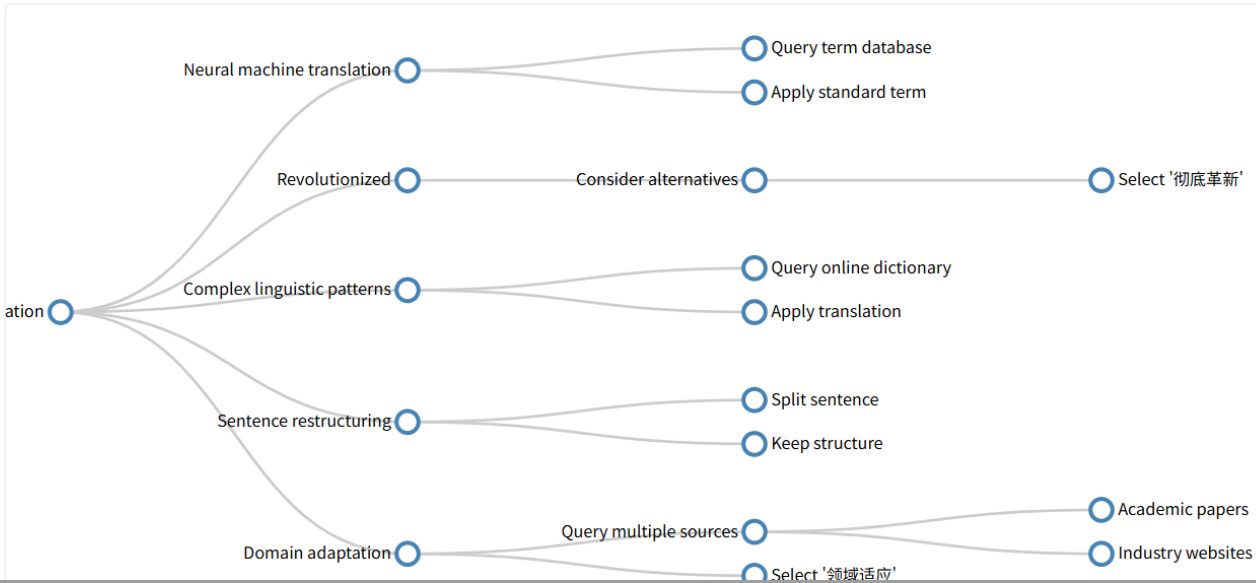 Neural machine translation
Query term database
Apply standard term
Revolutionized
Consider alternatives
Select '彻底革新'
Complex linguistic patterns
Query online dictionary
Apply translation
ation
Sentence restructuring
Split sentence
Keep structure
Domain adaptation
Query multiple sources
Academic papers
Industry websites
Select '领域适应'